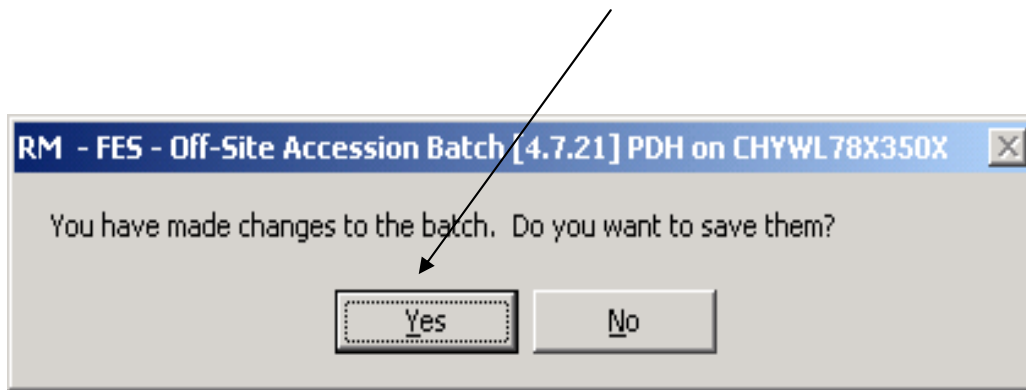 RM - FES - Off-Site Accession Batch [4.7.21] PDH on CHYWL78X350X
You have made changes to the batch. Do you want to save them?
Yes No